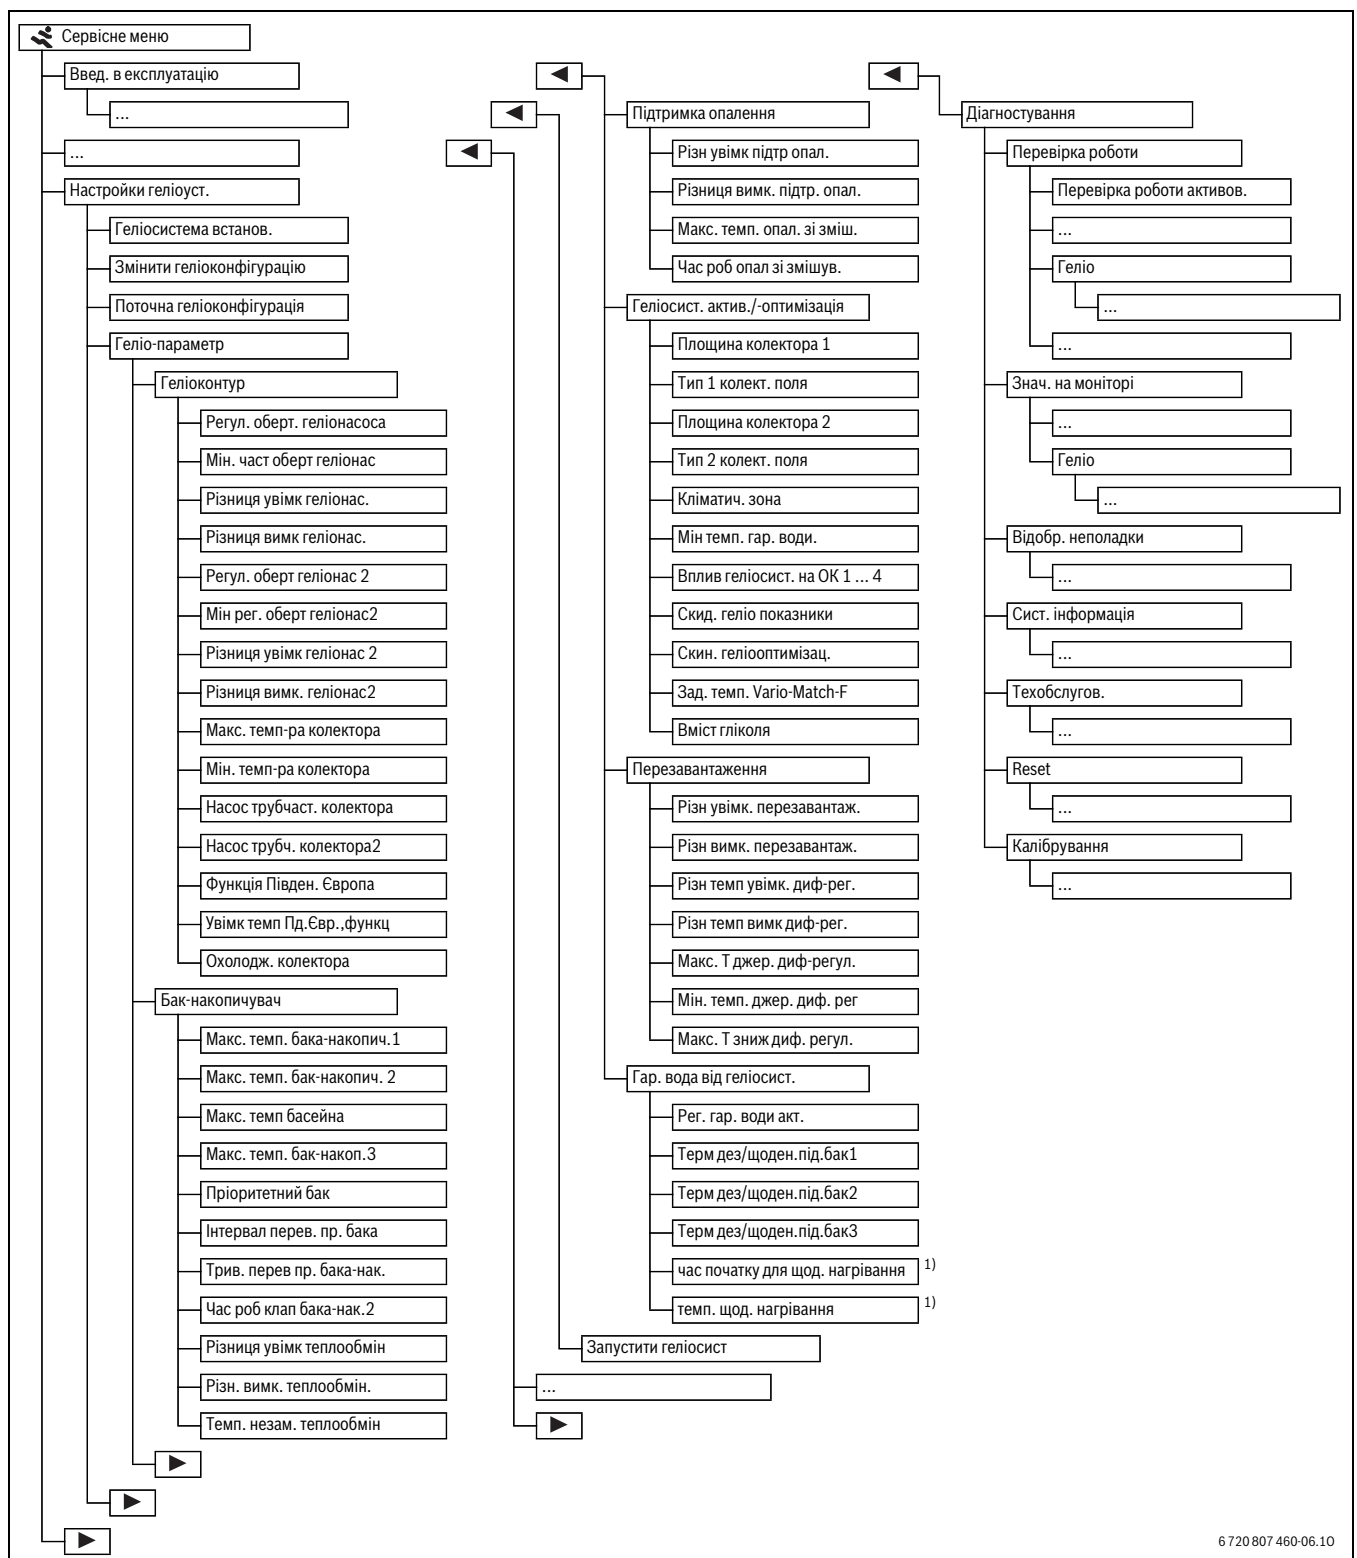 Сервісне меню
Введ. в експлуатацію
...
...
Настройки геліоуст.
Геліосистема встанов.
Змінити геліоконфігурацію
Поточна геліоконфігурація
Геліо-параметр
Геліоконтур
Регул. оберт. геліонасоса
Мін. част оберт геліонас
Різниця увімк геліонас.
Різниця вимк геліонас.
Регул. оберт геліонас 2
Мін рег. оберт геліонас2
Різниця увімк геліонас 2
Різниця вимк. геліонас2
Макс. темп-ра колектора
Мін. темп-ра колектора
Насос трубчаст. колектора
Насос трубч. колектора2
Функція Півден. Європа
Увімк темп Пд.Євр.,функц
Охолодж. колектора
Бак-накопичувач
Макс. темп. бака-накопич.1
Макс. темп. бак-накопич. 2
Макс. темп басейна
Макс. темп. бак-накоп.3
Пріоритетний бак
Інтервал перев. пр. бака
Трив. перев пр. бака-нак.
Час роб клап бака-нак.2
Різниця увімк теплообмін
Різн. вимк. теплообмін.
Темп. незам. теплообмін
Підтримка опалення
Різн увімк підтр опал.
Різниця вимк. підтр. опал.
Макс. темп. опал. зі зміш.
Час роб опал зі змішув.
Геліосист. актив./-оптимізація
Площина колектора 1
Тип 1 колект. поля
Площина колектора 2
Тип 2 колект. поля
Кліматич. зона
Мін темп. гар. води.
Вплив геліосист. на ОК 1 ... 4
Скид. геліо показники
Скин. геліооптимізац.
Зад. темп. Vario-Match-F
Вміст гліколя
Перезавантаження
Різн увімк. перезавантаж.
Різн вимк. перезавантаж.
Різн темп увімк. диф-рег.
Різн темп вимк диф-рег.
Макс. Т джер. диф-регул.
Мін. темп. джер. диф. рег
Макс. Т зниж диф. регул.
Гар. вода від геліосист.
Рег. гар. води акт.
Терм дез/щоден.під.бак1
Терм дез/щоден.під.бак2
Терм дез/щоден.під.бак3
час початку для щод. нагрівання 1)
темп. щод. нагрівання 1)
Запустити геліосист
...
Діагностування
Перевірка роботи
Перевірка роботи активов.
...
Геліо
...
...
Знач. на моніторі
...
Геліо
...
Відобр. неполадки
...
Сист. інформація
...
Техобслугов.
...
Reset
...
Калібрування
...
6 720 807 460-06.1O